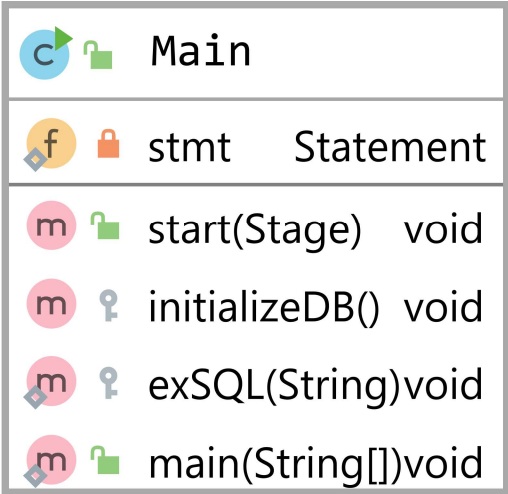 C Main
f stmt Statement
m start(Stage) void
m initializeDB() void
m exSQL(String) void
m main(String[]) void